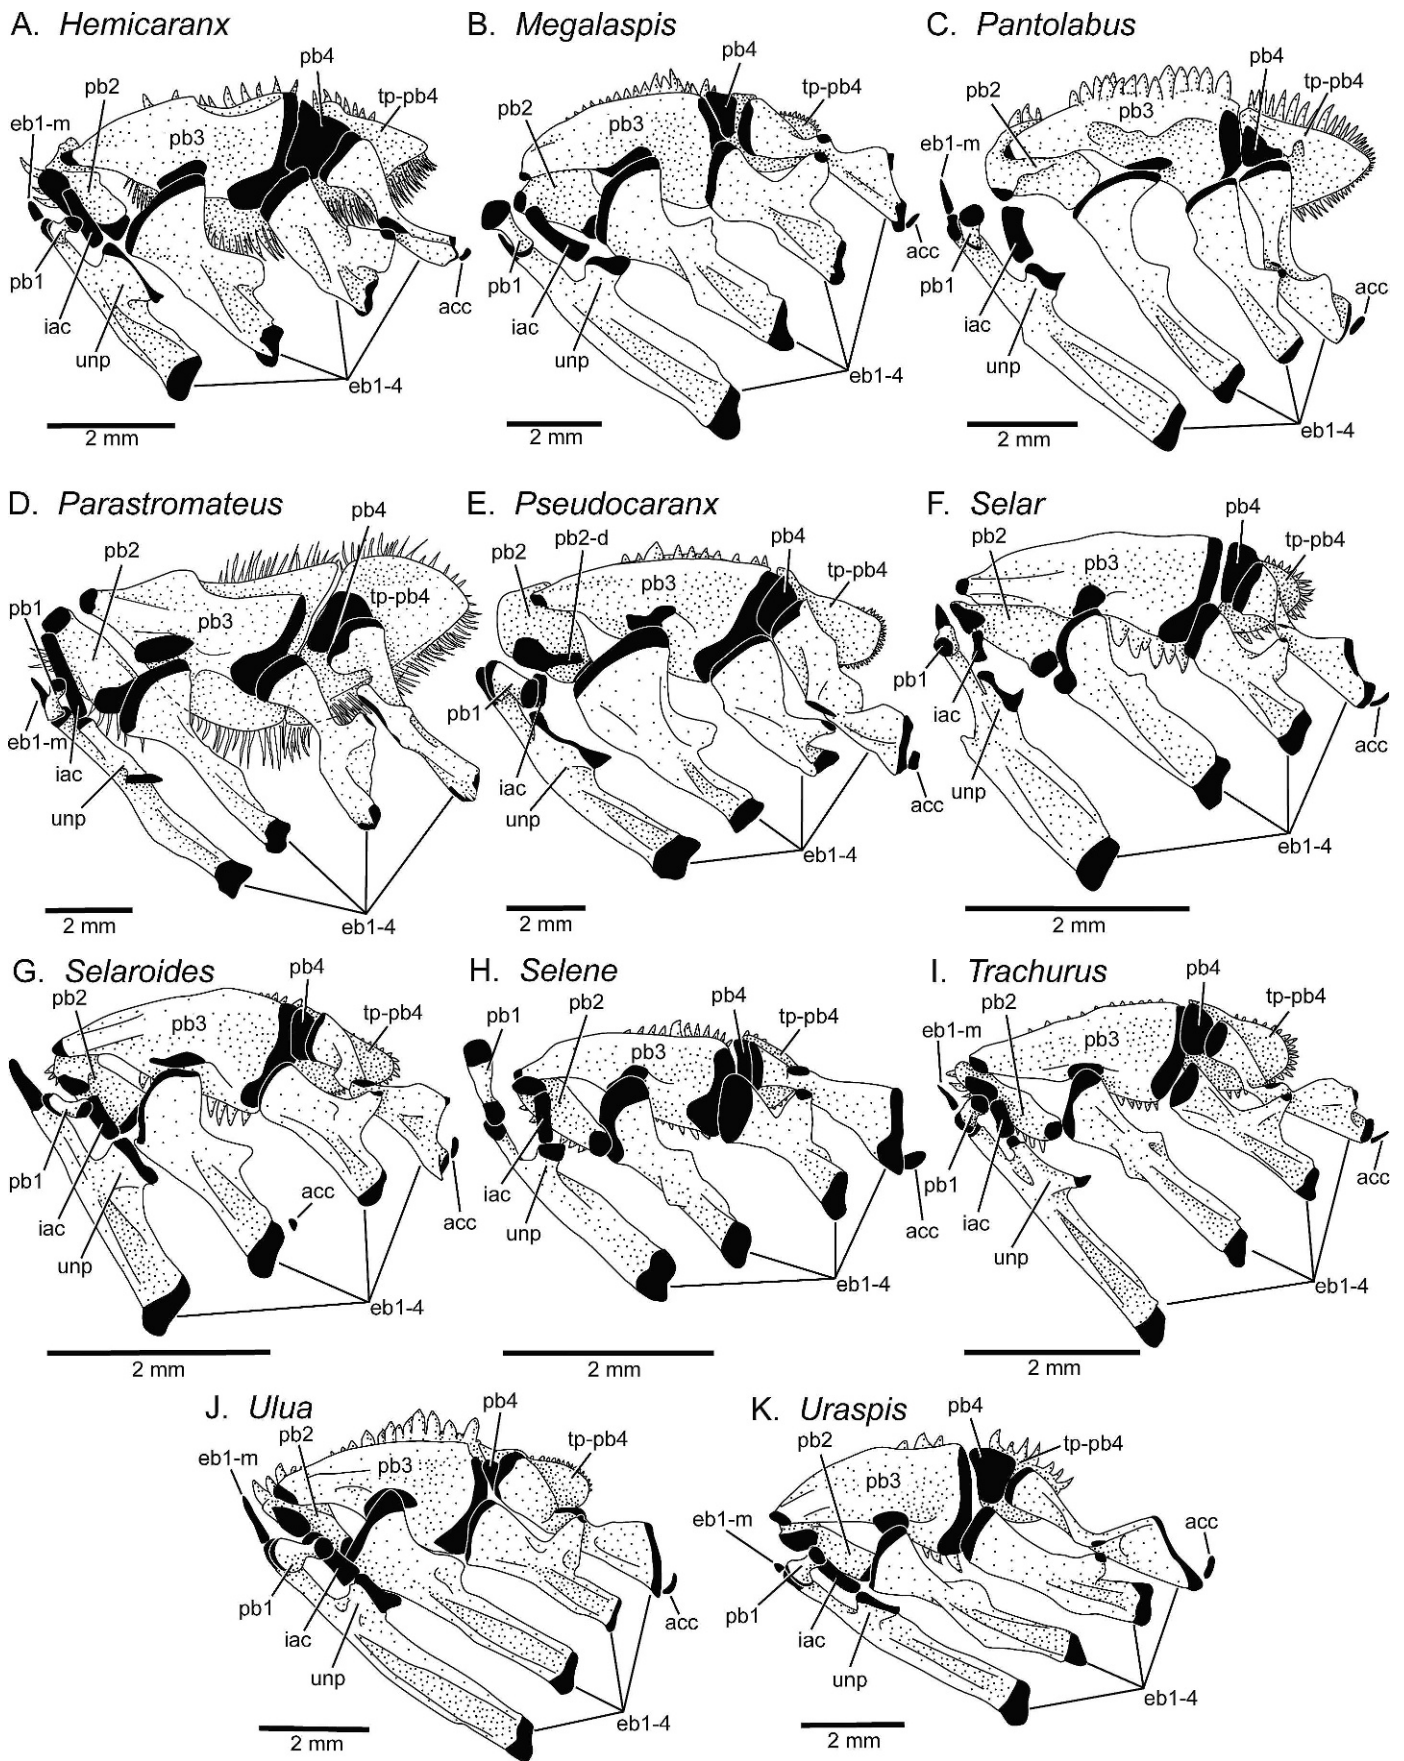 A. Hemicaranx
pb4
pb2
tp-pb4
eb1-m
pb3
pb1
iac
acc
unp
eb1-4
2 mm
B. Megalaspis
pb4
pb2
tp-pb4
pb3
acc
pb1
iac
unp
eb1-4
2 mm
C. Pantolabus
pb4
pb2
tp-pb4
pb3
eb1-m
pb1
acc
iac
unp
eb1-4
2 mm
D. Parastromateus
pb4
pb2
tp-pb4
pb1
pb3
eb1-m
iac
unp
2 mm
eb1-4
E. Pseudocaranx
pb2-d
pb2
pb4
tp-pb4
pb3
pb1
iac
acc
unp
eb1-4
2 mm
F. Selar
pb4
pb2
tp-pb4
pb3
pb1
iac
acc
unp
eb1-4
2 mm
G. Selaroides
pb4
pb2
pb3
tp-pb4
pb1
acc
iac
acc
unp
eb1-4
2 mm
H. Selene
pb4
pb2
pb1
tp-pb4
pb3
iac
unp
acc
eb1-4
2 mm
I. Trachurus
pb4
pb2
tp-pb4
eb1-m
pb3
pb1
acc
iac
unp
eb1-4
2 mm
J. Ulua
pb4
pb2
tp-pb4
eb1-m
pb3
pb1
acc
iac
unp
eb1-4
2 mm
K. Uraspis
pb4
pb2
tp-pb4
pb3
eb1-m
acc
pb1
iac
unp
eb1-4
2 mm